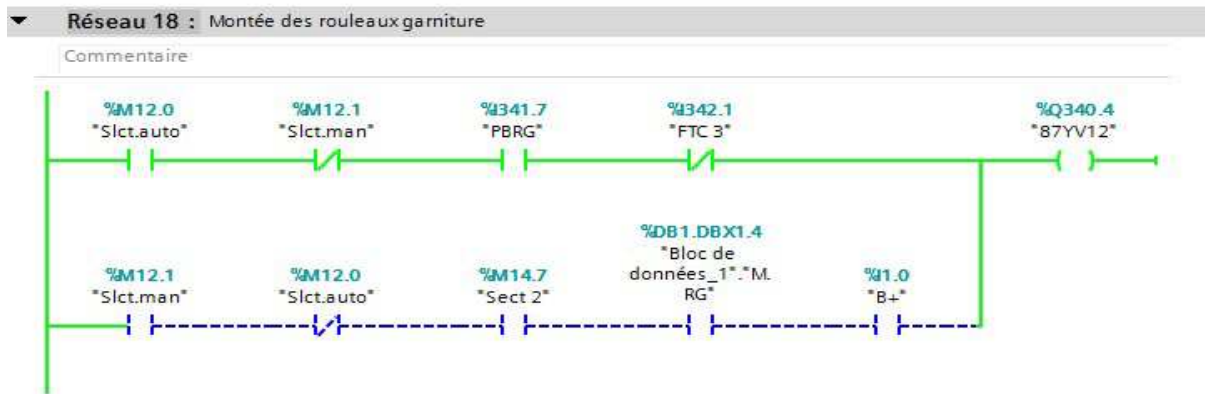 Réseau 18 : Montée des rouleaux garniture
Commentaire
%M12.0 %M12.1 %I341.7 %I342.1 %Q340.4
"Slct.auto" "Slct.man" "PBRG" "FTC 3" "87YV12"
%DB1.DBX1.4
"Bloc de
%M12.1 %M12.0 %M14.7 données_1"."M. %I1.0
"Slct.man" "Slct.auto" "Sect 2" RG" "B+"